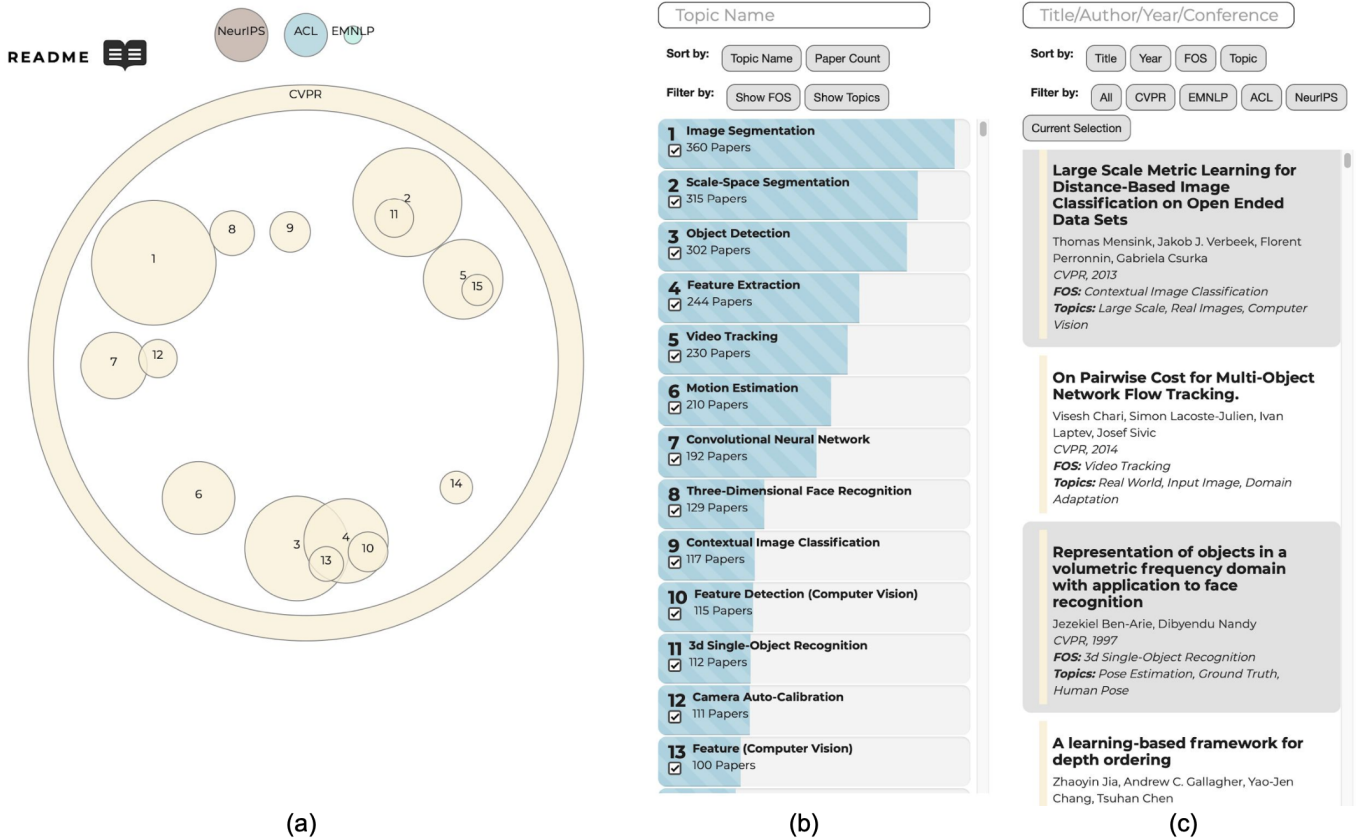 README
NeurIPS
ACL
EMNLP
CVPR
2
11
8
9
1
5
15
7
12
6
14
3
4
13
10
(a)
Topic Name
Sort by:
Topic Name
Paper Count
Filter by:
Show FOS
Show Topics
1 Image Segmentation
360 Papers
2 Scale-Space Segmentation
315 Papers
3 Object Detection
302 Papers
4 Feature Extraction
244 Papers
5 Video Tracking
230 Papers
6 Motion Estimation
210 Papers
7 Convolutional Neural Network
192 Papers
8 Three-Dimensional Face Recognition
129 Papers
9 Contextual Image Classification
117 Papers
10 Feature Detection (Computer Vision)
115 Papers
11 3d Single-Object Recognition
112 Papers
12 Camera Auto-Calibration
111 Papers
13 Feature (Computer Vision)
100 Papers
(b)
Title/Author/Year/Conference
Sort by:
Title
Year
FOS
Topic
Filter by:
All
CVPR
EMNLP
ACL
NeurIPS
Current Selection
Large Scale Metric Learning for
Distance-Based Image
Classification on Open Ended
Data Sets
Thomas Mensink, Jakob J. Verbeek, Florent
Perronnin, Gabriela Csurka
CVPR, 2013
FOS: Contextual Image Classification
Topics: Large Scale, Real Images, Computer
Vision
On Pairwise Cost for Multi-Object
Network Flow Tracking.
Visesh Chari, Simon Lacoste-Julien, Ivan
Laptev, Josef Sivic
CVPR, 2014
FOS: Video Tracking
Topics: Real World, Input Image, Domain
Adaptation
Representation of objects in a
volumetric frequency domain
with application to face
recognition
Jezekiel Ben-Arie, Dibyendu Nandy
CVPR, 1997
FOS: 3d Single-Object Recognition
Topics: Pose Estimation, Ground Truth,
Human Pose
A learning-based framework for
depth ordering
Zhaoyin Jia, Andrew C. Gallagher, Yao-Jen
Chang, Tsuhan Chen
(c)